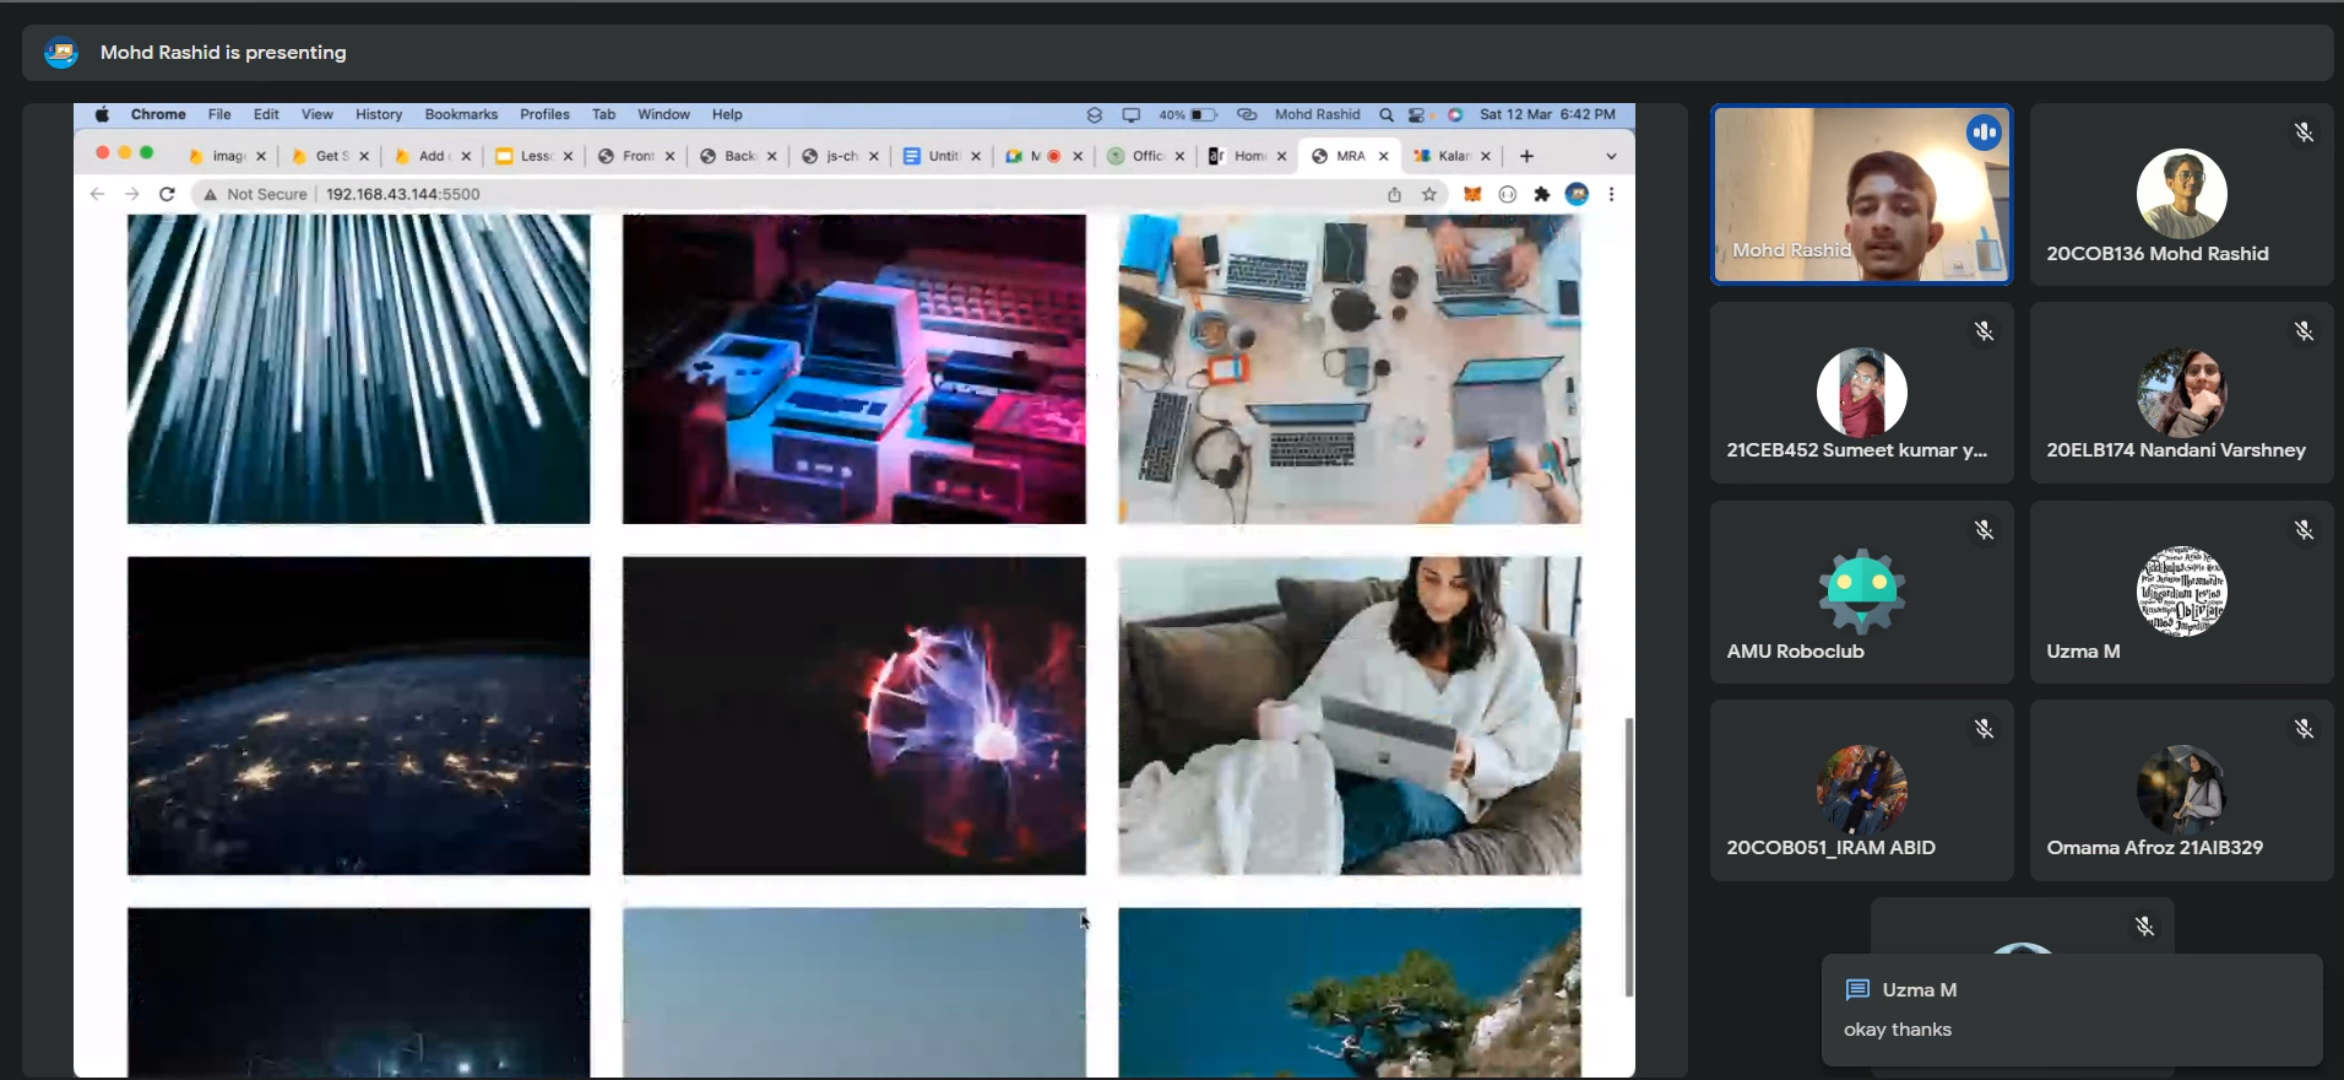 Mohd Rashid is presenting
Chrome File Edit View History Bookmarks Profiles Tab Window Help 40% Mohd Rashid Sat 12 Mar 6:42 PM
imag Get S Add Less Front Back js-ch Untit M Offic Hom MRA Kalar
Not Secure | 192.168.43.144:5500
Mohd Rashid
20COB136 Mohd Rashid
21CEB452 Sumeet kumar y...
20ELB174 Nandani Varshney
AMU Roboclub
Uzma M
20COB051_IRAM ABID
Omama Afroz 21AIB329
Uzma M
okay thanks